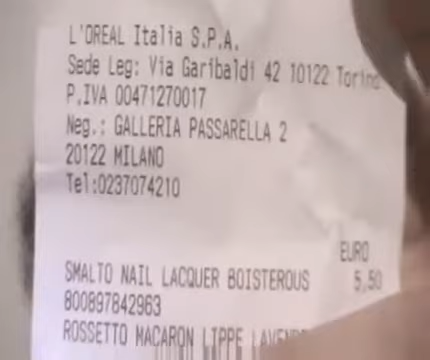 L'OREAL Italia S.P.A.
Sede Leg: Via Garibaldi 42 10122 Torino
P.IVA 00471270017
Neg.: GALLERIA PASSARELLA 2
20122 MILANO
Tel:0237074210
EURO
SMALTO NAIL LACQUER BOISTEROUS 5,50
800897842963
ROSSETTO MACARON LIPPE